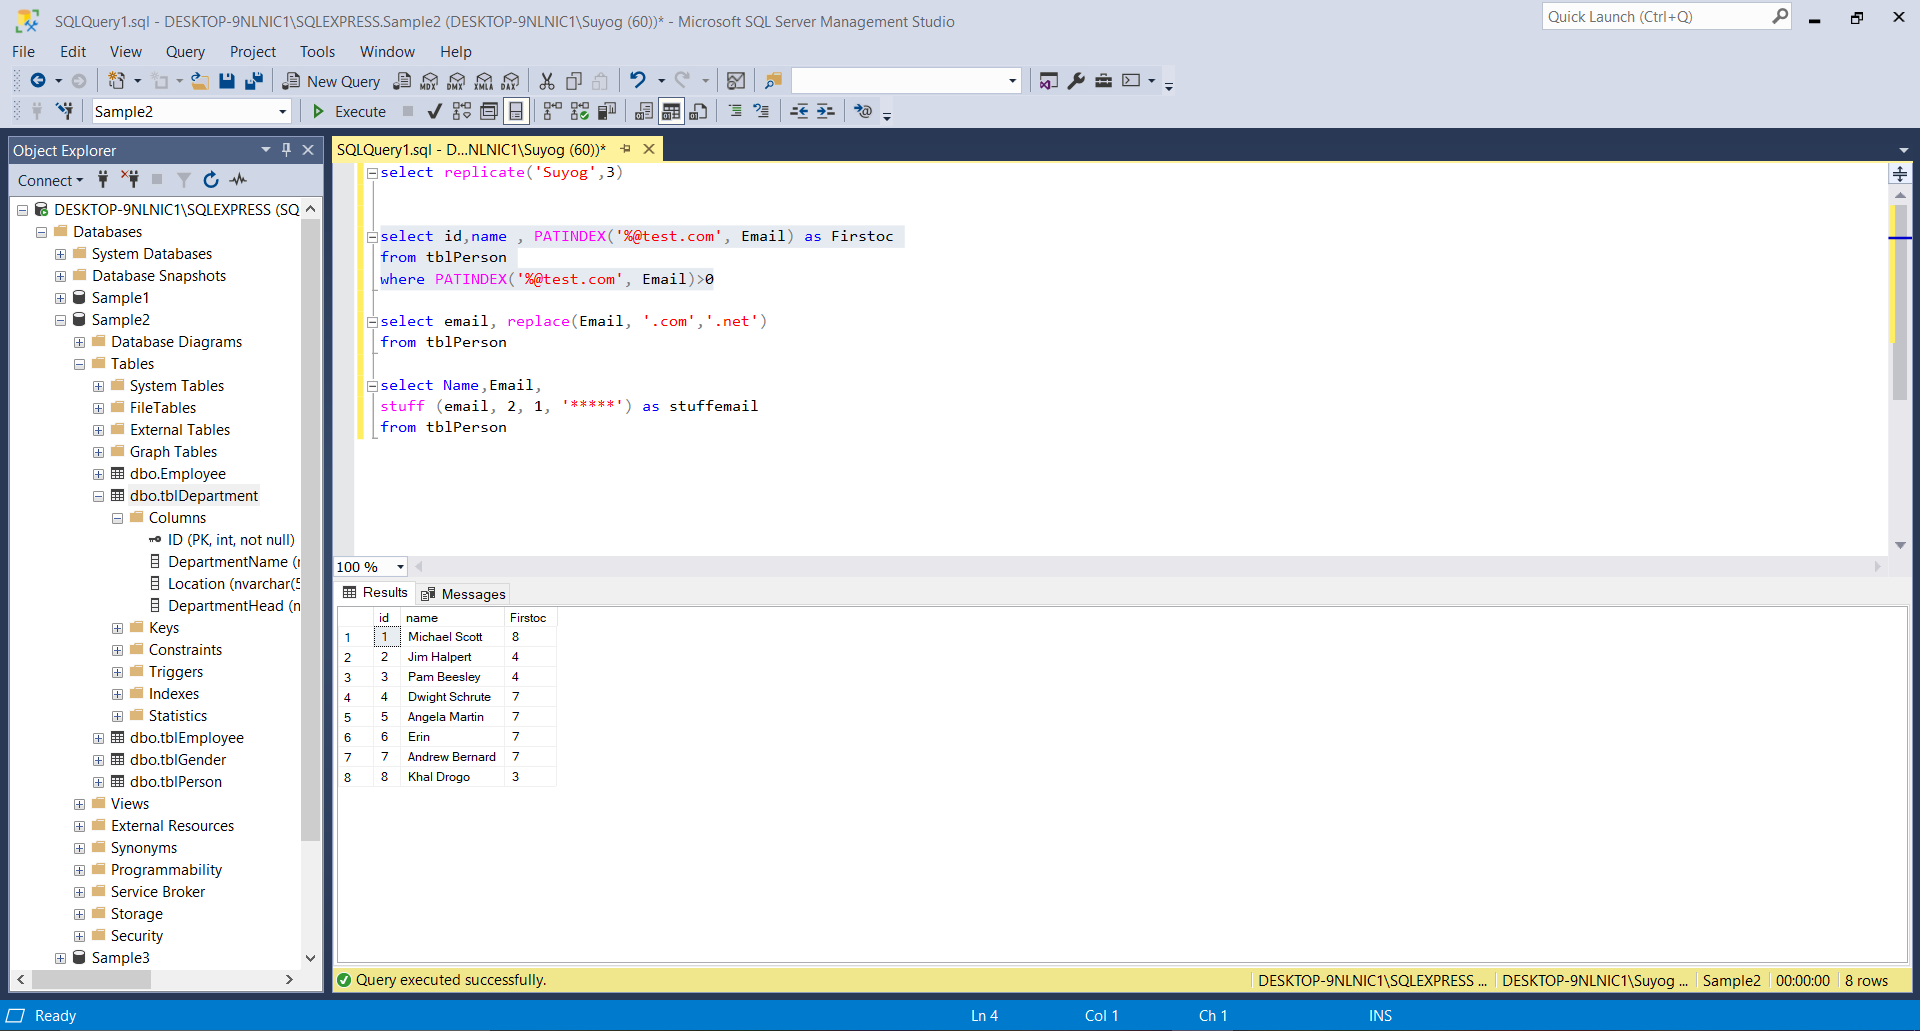 SQLQuery1.sql - DESKTOP-9NLNIC1\SQLEXPRESS.Sample2 (DESKTOP-9NLNIC1\Suyog (60))* - Microsoft SQL Server Management Studio
Quick Launch (Ctrl+Q)
File Edit View Query Project Tools Window Help
New Query MDX DMX XMLA DAX
Sample2 Execute
Object Explorer
Connect
DESKTOP-9NLNIC1\SQLEXPRESS (SQ
Databases
System Databases
Database Snapshots
Sample1
Sample2
Database Diagrams
Tables
System Tables
FileTables
External Tables
Graph Tables
dbo.Employee
dbo.tblDepartment
Columns
ID (PK, int, not null)
DepartmentName (n
Location (nvarchar(5
DepartmentHead (n
Keys
Constraints
Triggers
Indexes
Statistics
dbo.tblEmployee
dbo.tblGender
dbo.tblPerson
Views
External Resources
Synonyms
Programmability
Service Broker
Storage
Security
Sample3
SQLQuery1.sql - D...NLNIC1\Suyog (60))*
select replicate('Suyog',3)
select id,name , PATINDEX('%@test.com', Email) as Firstoc
from tblPerson
where PATINDEX('%@test.com', Email)>0
select email, replace(Email, '.com','.net')
from tblPerson
select Name,Email,
stuff (email, 2, 1, '*****') as stuffemail
from tblPerson
100 %
Results Messages
id name Firstoc
1 1 Michael Scott 8
2 2 Jim Halpert 4
3 3 Pam Beesley 4
4 4 Dwight Schrute 7
5 5 Angela Martin 7
6 6 Erin 7
7 7 Andrew Bernard 7
8 8 Khal Drogo 3
Query executed successfully.
DESKTOP-9NLNIC1\SQLEXPRESS ... DESKTOP-9NLNIC1\Suyog ... Sample2 00:00:00 8 rows
Ready Ln 4 Col 1 Ch 1 INS